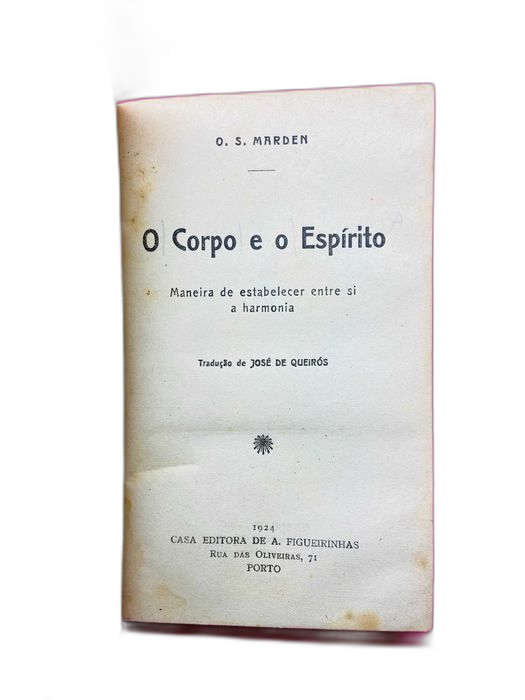 O. S. MARDEN
O Corpo e o Espírito
Maneira de estabelecer entre si
a harmonia
Tradução de JOSÉ DE QUEIRÓS
1924
CASA EDITORA DE A. FIGUEIRINHAS
RUA DAS OLIVEIRAS, 71
PORTO